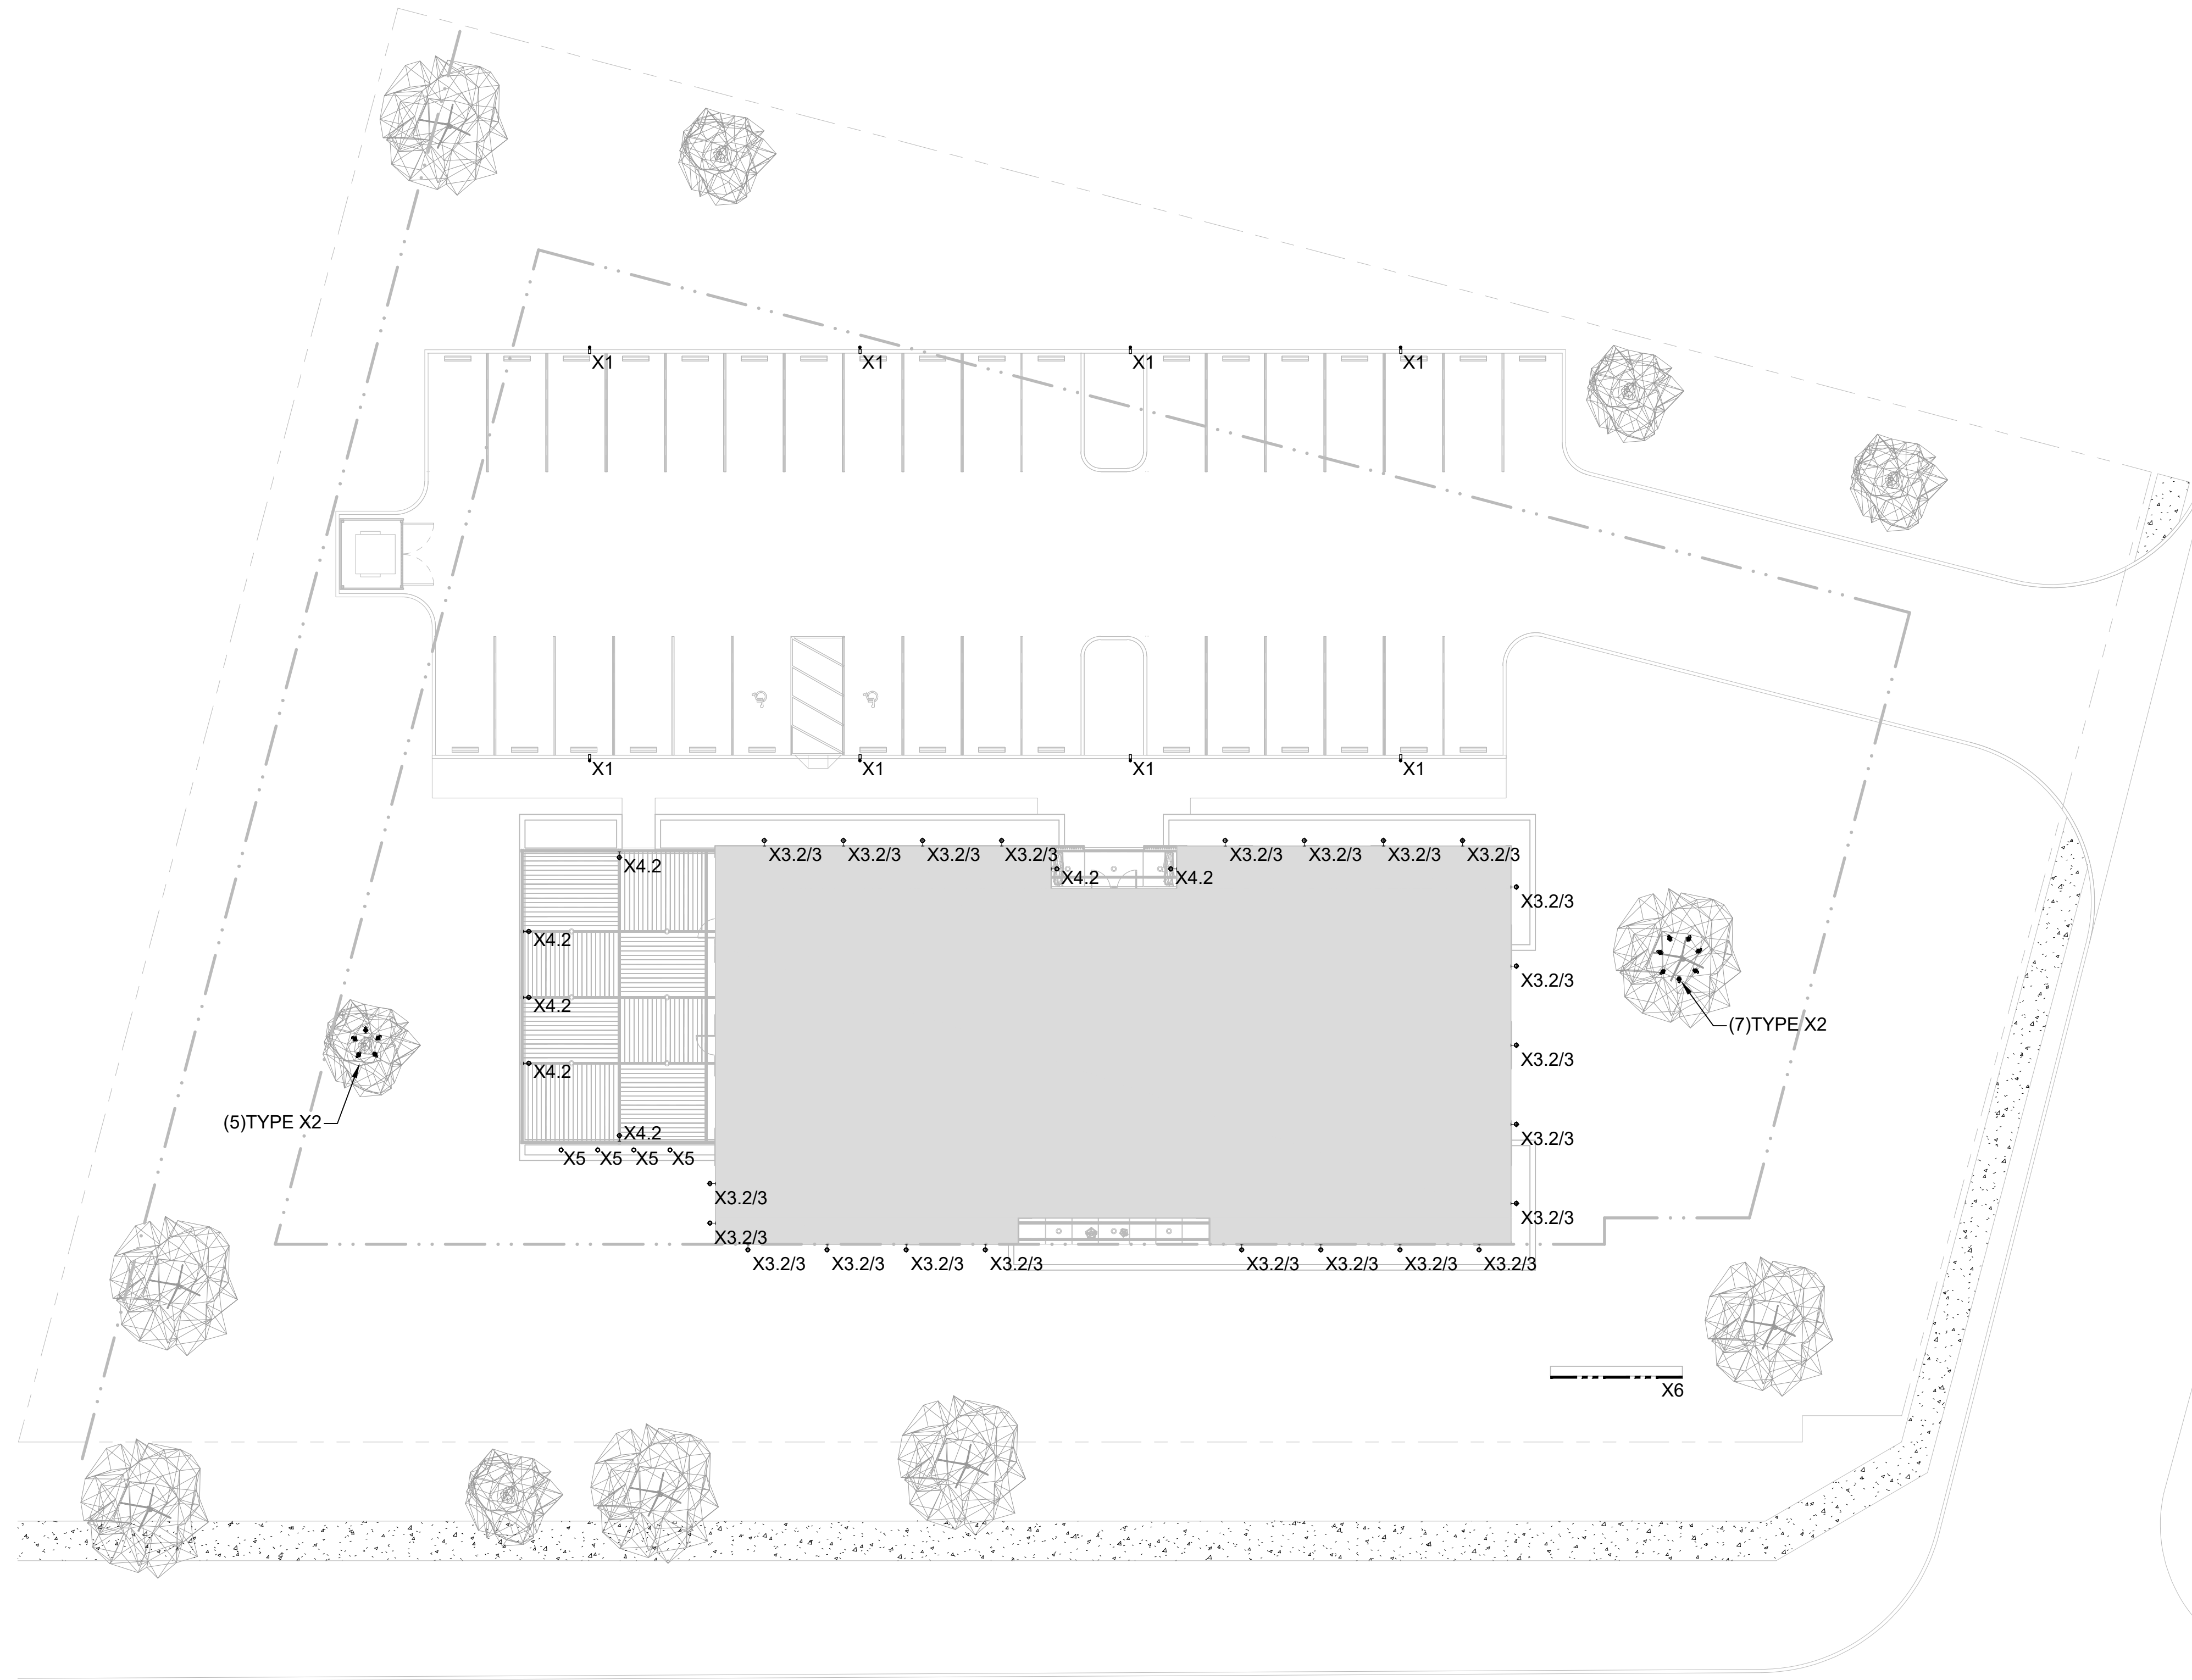 X1 X1 X1 X1
X1 X1 X1 X1
X3.2/3 X3.2/3 X3.2/3 X3.2/3 X3.2/3 X3.2/3 X3.2/3 X3.2/3
X4.2 X4.2 X4.2
X3.2/3
X4.2
X3.2/3
X4.2
(7)TYPE X2
X3.2/3
X4.2
(5)TYPE X2
X4.2
X3.2/3
X5 X5 X5 X5
X3.2/3
X3.2/3
X3.2/3
X3.2/3 X3.2/3 X3.2/3 X3.2/3 X3.2/3 X3.2/3 X3.2/3 X3.2/3
X6